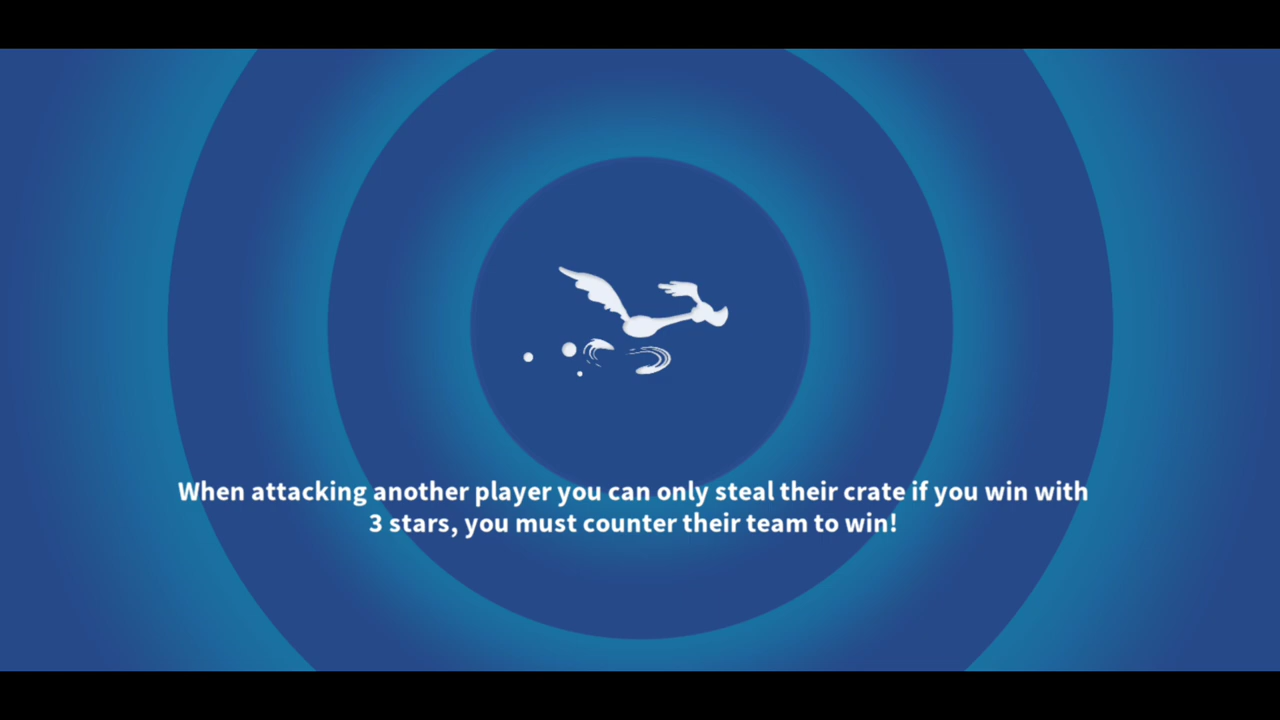 When attacking another player you can only steal their crate if you win with
3 stars, you must counter their team to win!